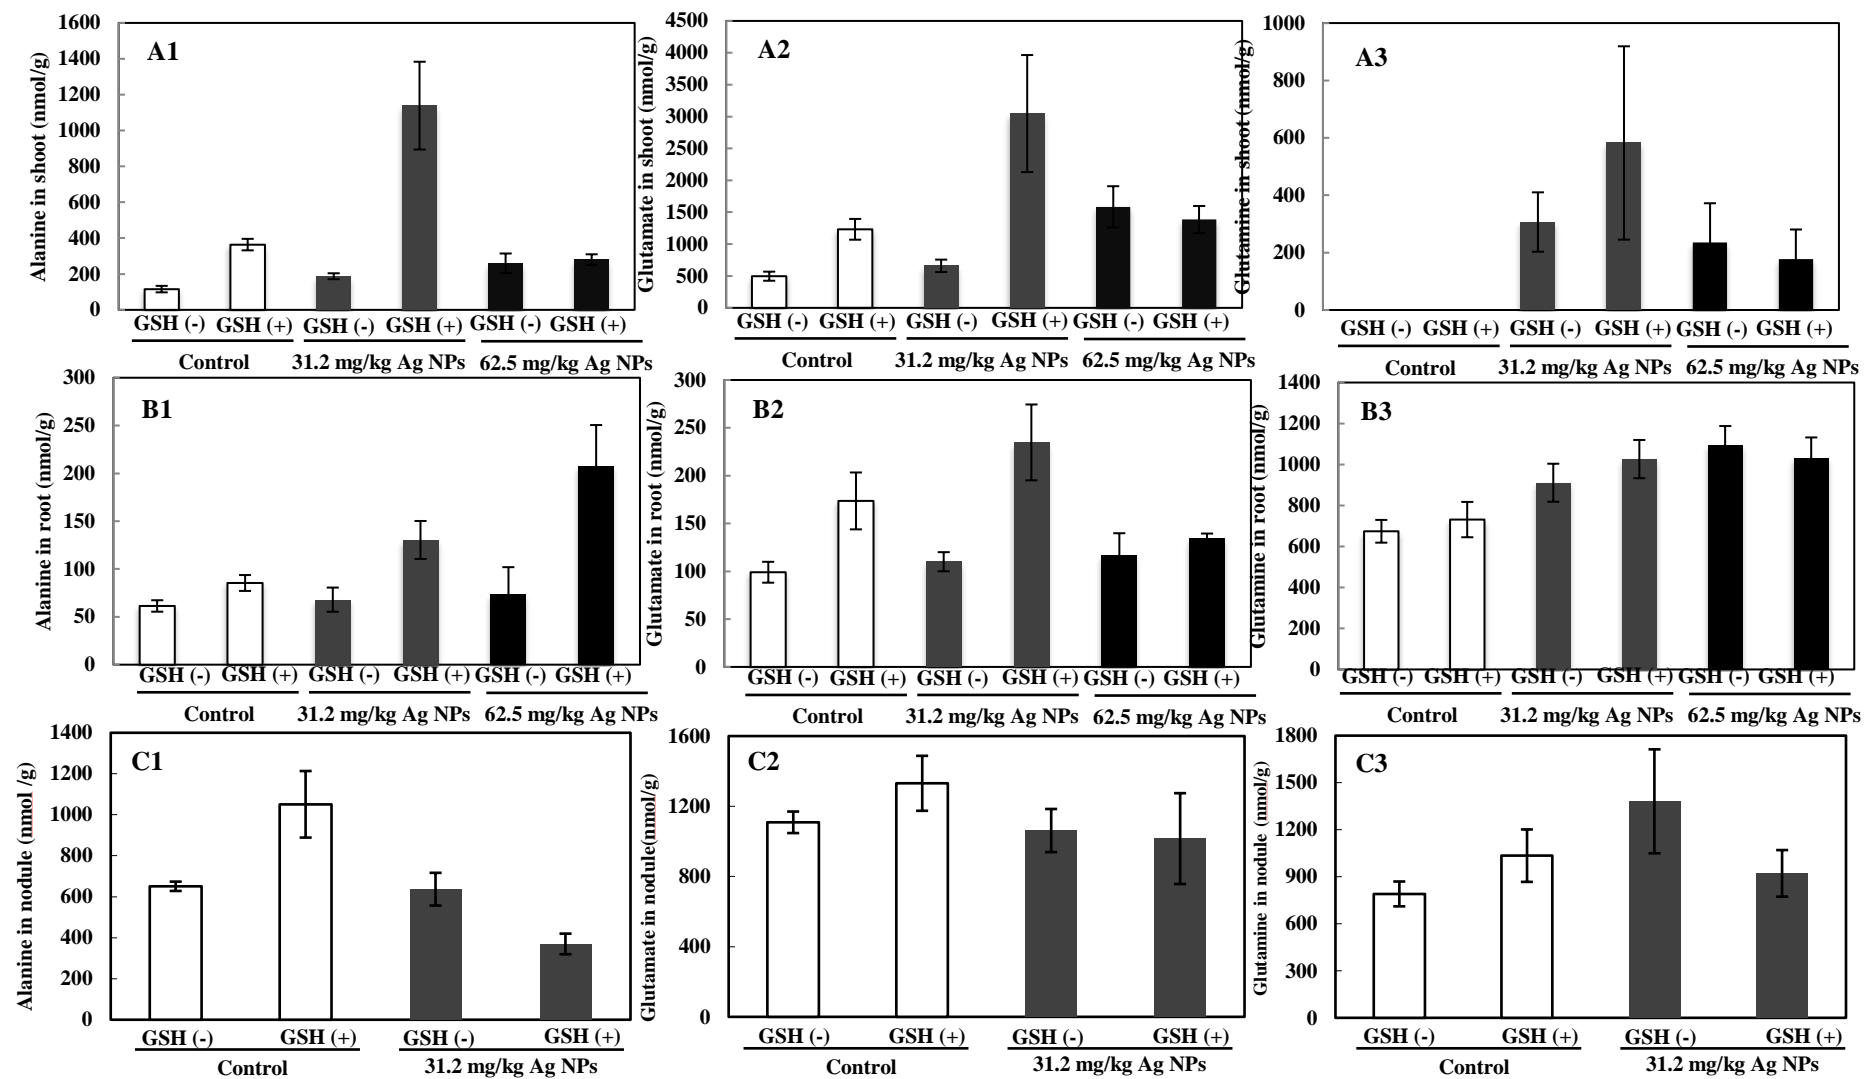 A1
Alanine in shoot (nmol/g)
1600
1400
1200
1000
800
600
400
200
0
GSH (-) GSH (+) GSH (-) GSH (+) GSH (-) GSH (+)
Control 31.2 mg/kg Ag NPs 62.5 mg/kg Ag NPs
A2
Glutamate in shoot (nmol/g)
4500
4000
3500
3000
2500
2000
1500
1000
500
0
GSH (-) GSH (+) GSH (-) GSH (+) GSH (-) GSH (+)
Control 31.2 mg/kg Ag NPs 62.5 mg/kg Ag NPs
A3
Glutamine in shoot (nmol/g)
1000
800
600
400
200
0
GSH (-) GSH (+) GSH (-) GSH (+) GSH (-) GSH (+)
Control 31.2 mg/kg Ag NPs 62.5 mg/kg Ag NPs
B1
Alanine in root (nmol/g)
300
250
200
150
100
50
0
GSH (-) GSH (+) GSH (-) GSH (+) GSH (-) GSH (+)
Control 31.2 mg/kg Ag NPs 62.5 mg/kg Ag NPs
B2
Glutamate in root (nmol/g)
300
250
200
150
100
50
0
GSH (-) GSH (+) GSH (-) GSH (+) GSH (-) GSH (+)
Control 31.2 mg/kg Ag NPs 62.5 mg/kg Ag NPs
B3
Glutamine in root (nmol/g)
1400
1200
1000
800
600
400
200
0
GSH (-) GSH (+) GSH (-) GSH (+) GSH (-) GSH (+)
Control 31.2 mg/kg Ag NPs 62.5 mg/kg Ag NPs
C1
Alanine in nodule (nmol /g)
1400
1200
1000
800
600
400
200
0
GSH (-) GSH (+) GSH (-) GSH (+)
Control 31.2 mg/kg Ag NPs
C2
Glutamate in nodule(nmol/g)
1600
1200
800
400
0
GSH (-) GSH (+) GSH (-) GSH (+)
Control 31.2 mg/kg Ag NPs
C3
Glutamine in nodule (nmol/g)
1800
1500
1200
900
600
300
0
GSH (-) GSH (+) GSH (-) GSH (+)
Control 31.2 mg/kg Ag NPs